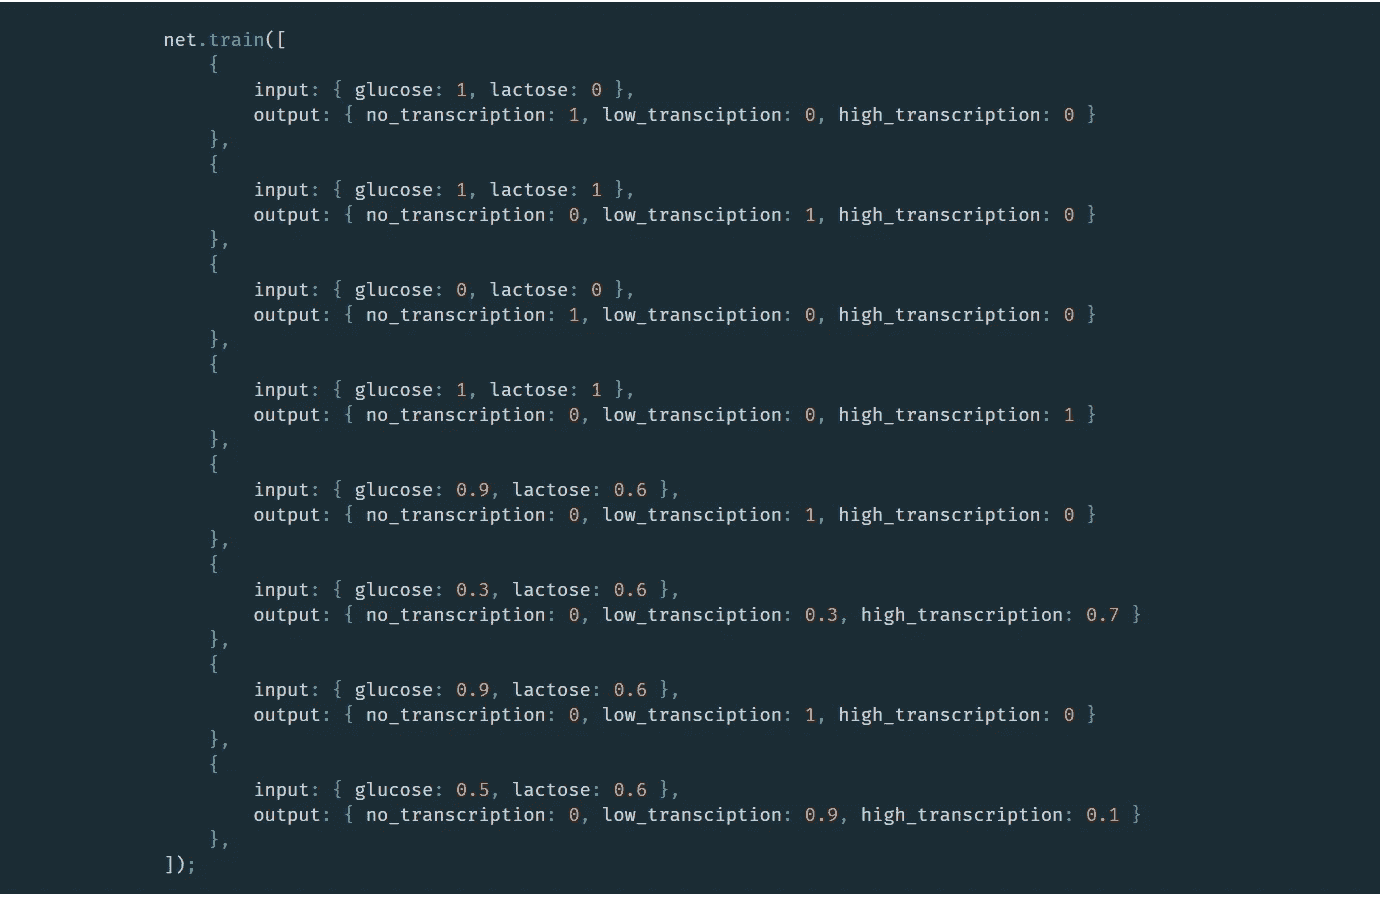 net.train([
{
input: { glucose: 1, lactose: 0 },
output: { no_transcription: 1, low_transciption: 0, high_transcription: 0 }
},
{
input: { glucose: 1, lactose: 1 },
output: { no_transcription: 0, low_transciption: 1, high_transcription: 0 }
},
{
input: { glucose: 0, lactose: 0 },
output: { no_transcription: 1, low_transciption: 0, high_transcription: 0 }
},
{
input: { glucose: 1, lactose: 1 },
output: { no_transcription: 0, low_transciption: 0, high_transcription: 1 }
},
{
input: { glucose: 0.9, lactose: 0.6 },
output: { no_transcription: 0, low_transciption: 1, high_transcription: 0 }
},
{
input: { glucose: 0.3, lactose: 0.6 },
output: { no_transcription: 0, low_transciption: 0.3, high_transcription: 0.7 }
},
{
input: { glucose: 0.9, lactose: 0.6 },
output: { no_transcription: 0, low_transciption: 1, high_transcription: 0 }
},
{
input: { glucose: 0.5, lactose: 0.6 },
output: { no_transcription: 0, low_transciption: 0.9, high_transcription: 0.1 }
},
]);